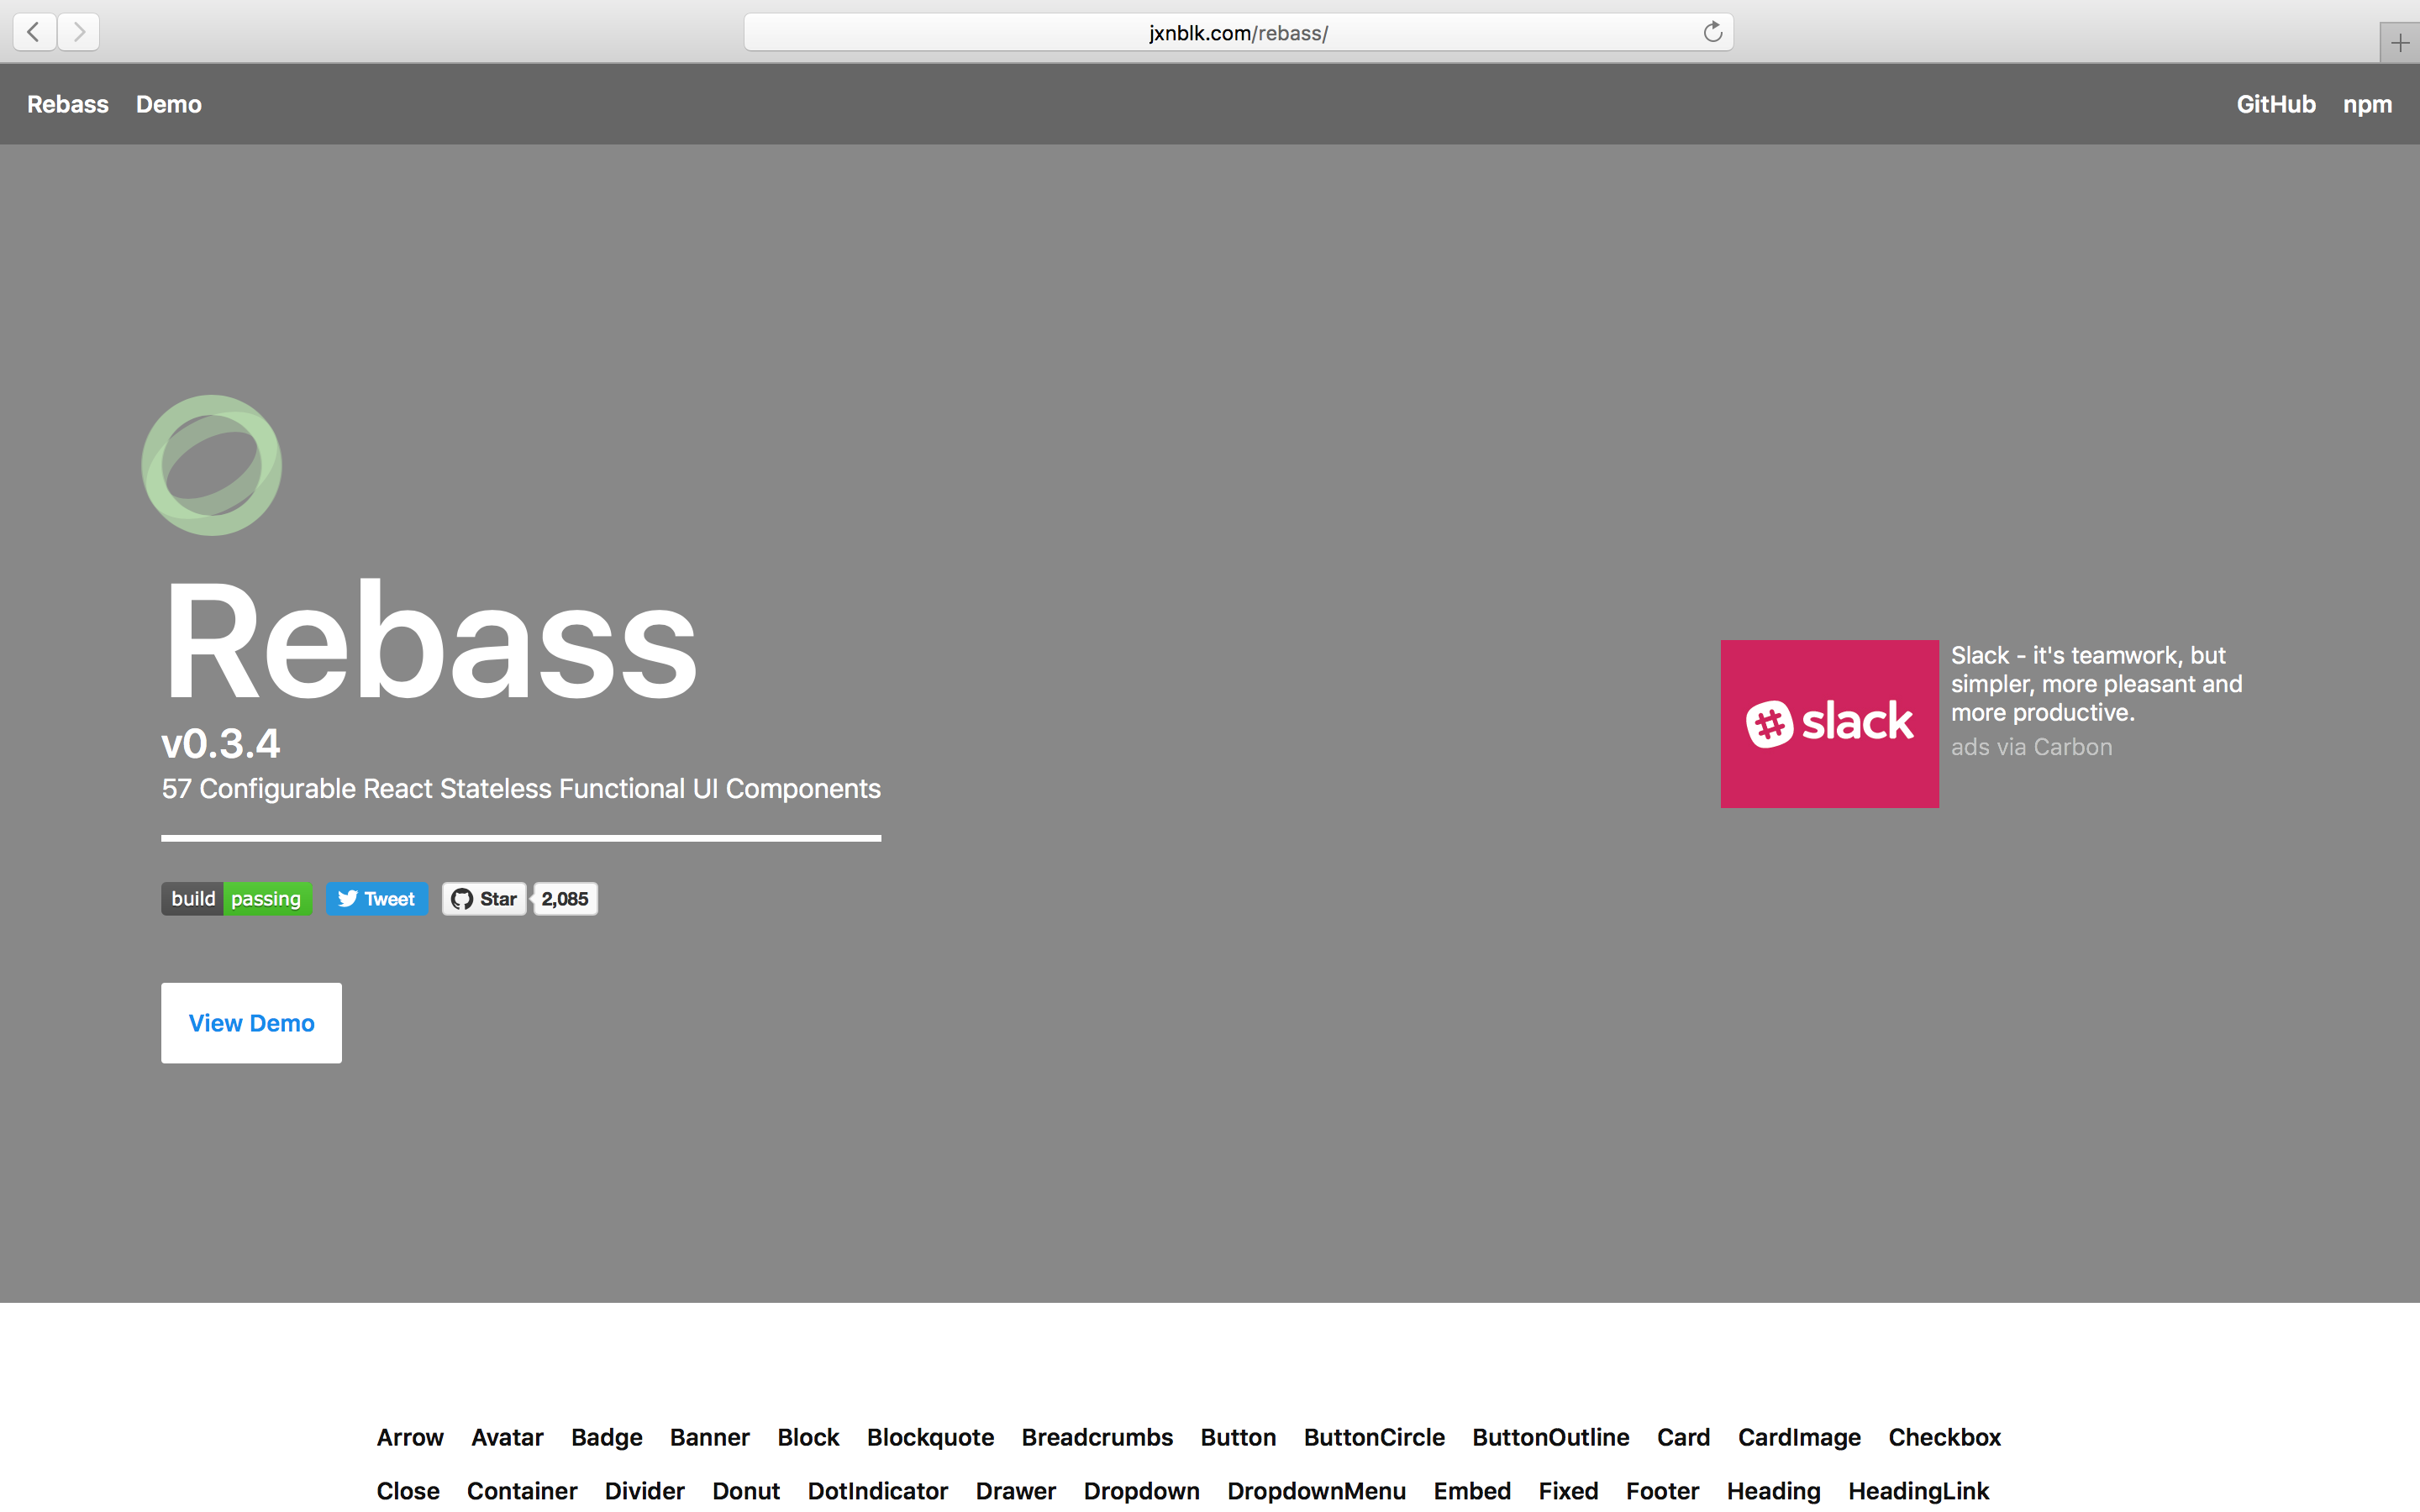 jxnblk.com/rebass/
Rebass Demo GitHub npm
Rebass
v0.3.4
57 Configurable React Stateless Functional UI Components
build passing Tweet Star 2,085
View Demo
slack
Slack - it's teamwork, but
simpler, more pleasant and
more productive.
ads via Carbon
Arrow Avatar Badge Banner Block Blockquote Breadcrumbs Button ButtonCircle ButtonOutline Card CardImage Checkbox
Close Container Divider Donut DotIndicator Drawer Dropdown DropdownMenu Embed Fixed Footer Heading HeadingLink